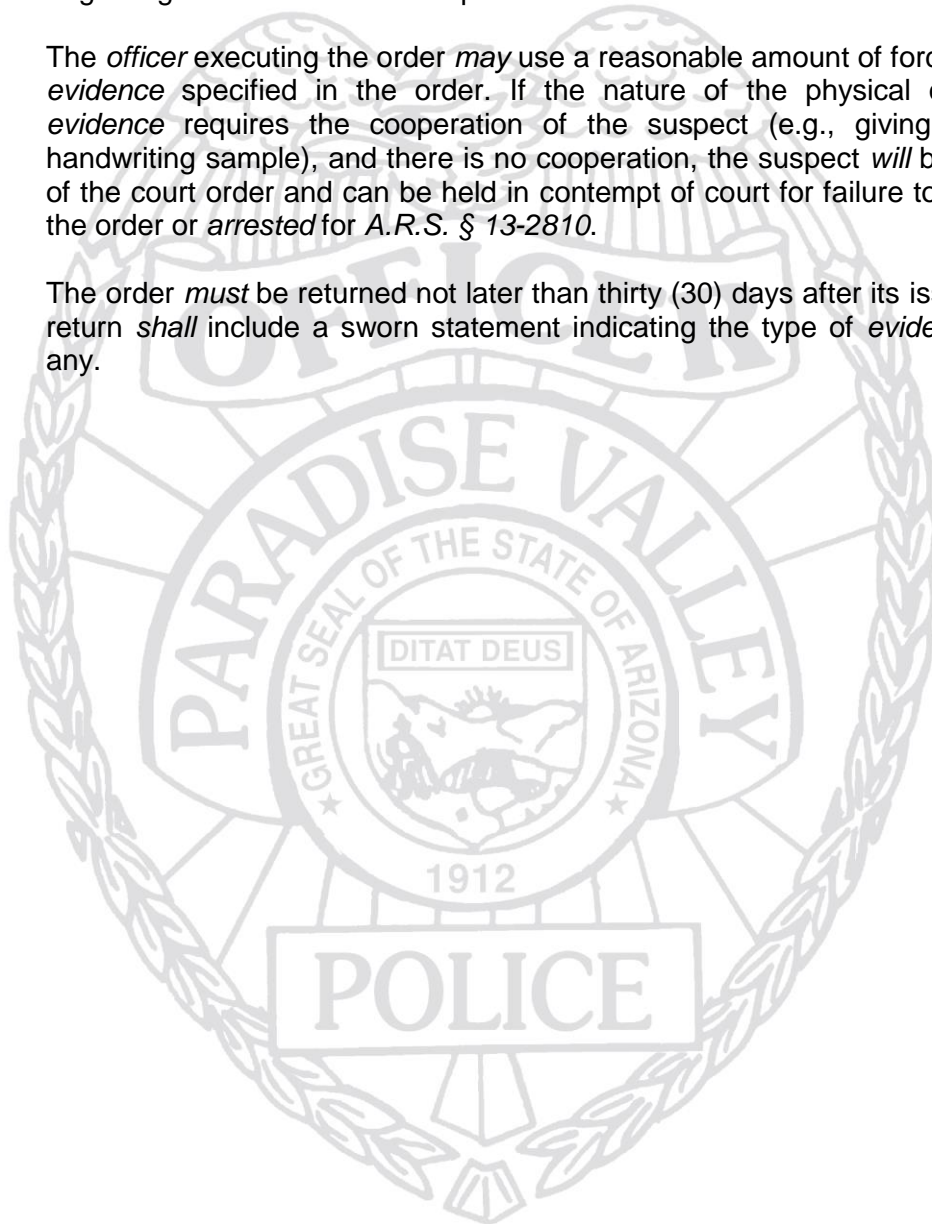 The officer executing the order may use a reasonable amount of
evidence specified in the order. If the nature of the physical
evidence requires the cooperation of the suspect (e.g., giving
handwriting sample), and there is no cooperation, the suspect will
of the court order and can be held in contempt of court for failure to
the order or arrested for A.R.S. § 13-2810.
The order must be returned not later than thirty (30) days after its
return shall include a sworn statement indicating the type of
any.
OFFICER
PARADISE VALLEY
GREAT SEAL OF THE STATE OF ARIZONA
DITAT DEUS
1912
POLICE